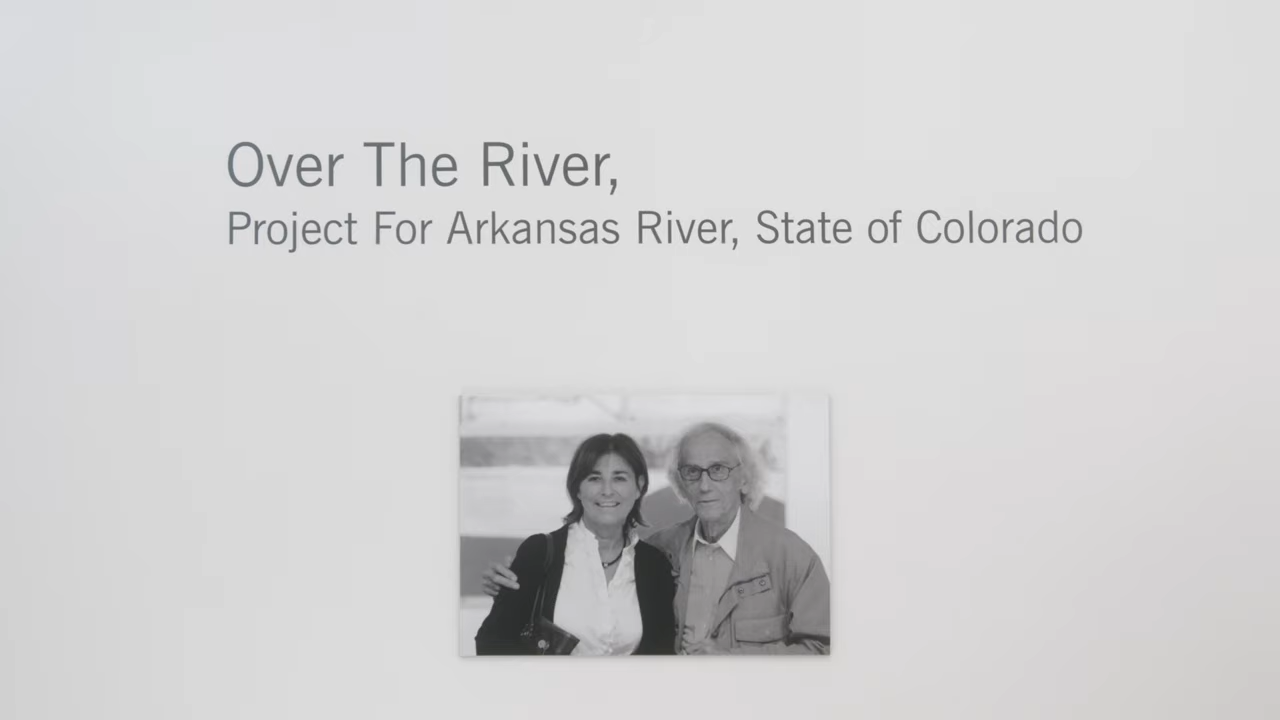 Over The River,
Project For Arkansas River, State of Colorado